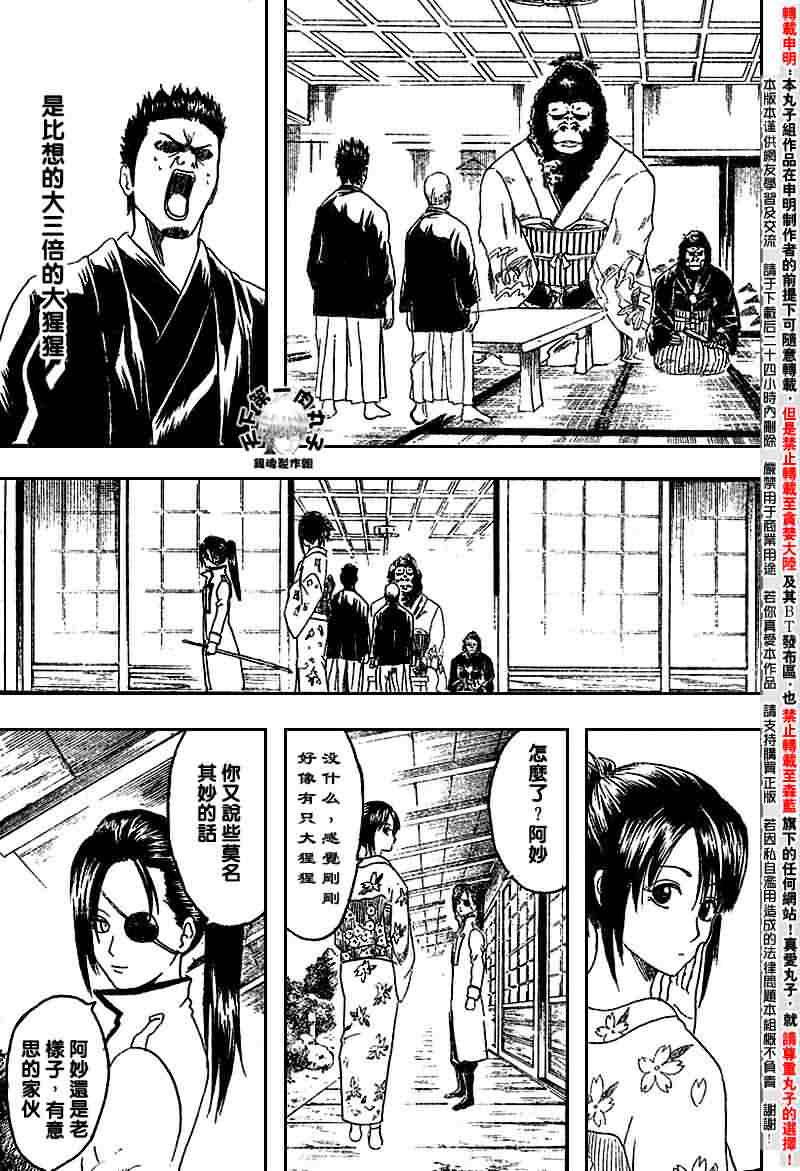 轉載申明：本丸子組作品在申明制作者的前提下可隨意轉載，但是禁止轉載至貪婪大陸及其BT發布區，也禁止轉載至森藍旗下的任何網站！真愛丸子，就請尊重丸子的選擇！
本版本僅供網友學習及交流 請于下載后二十四小時內刪除 嚴禁用于商業用途 若你真愛本作品 請支持購買正版 若因私自濫用造成的法律問題本組概不負責 謝謝！
是比想的大三倍的大猩猩
天下第一肉丸子
怎麼了？阿妙
沒什么，感覺剛剛
好像有只大猩猩
你又說些莫名
其妙的話
阿妙還是老
樣子，有意
思的家伙